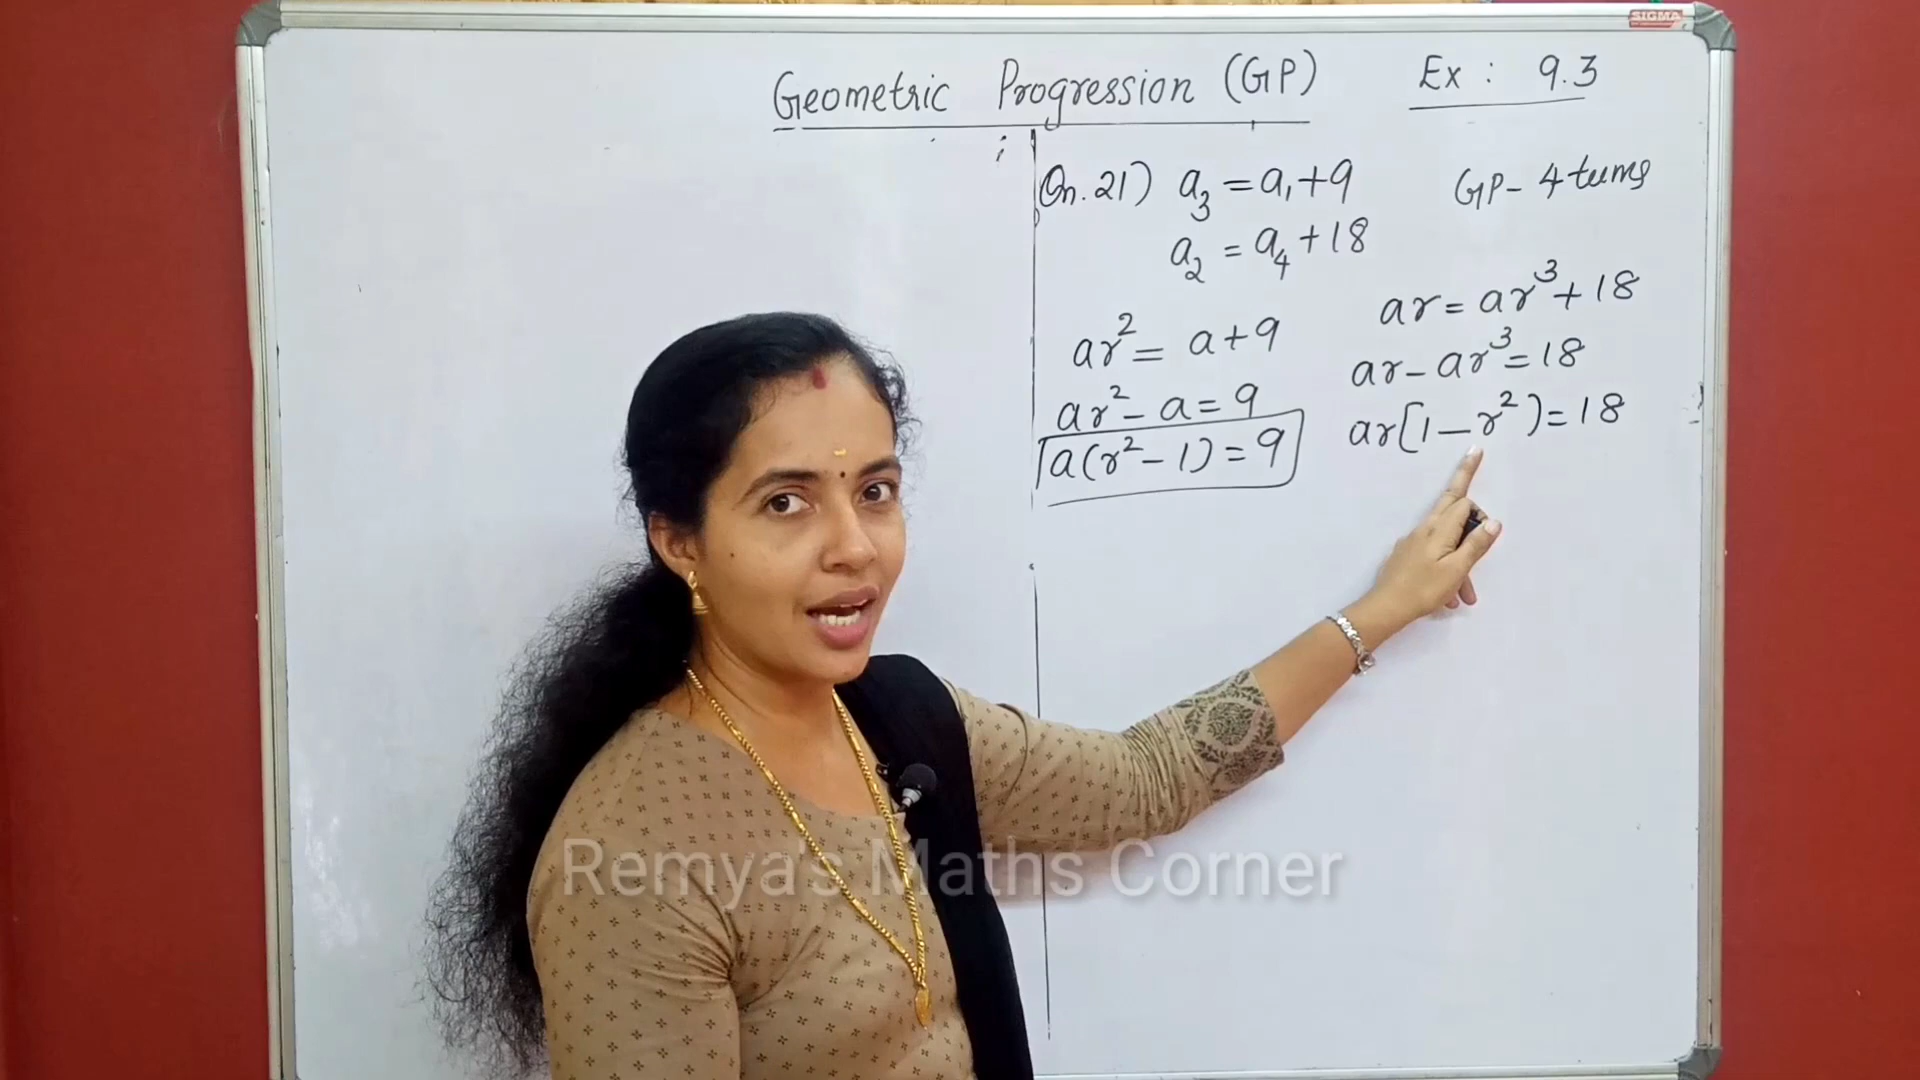 SIGMA
Geometric Progression (GP)
Ex : 9.3
Qn. 21) a₃ = a₁ + 9
GP - 4 terms
a₂ = a₄ + 18
ar² = a + 9
ar² - a = 9
a(r² - 1) = 9
ar = ar³ + 18
ar - ar³ = 18
ar[1 - r²) = 18
Remya's Maths Corner